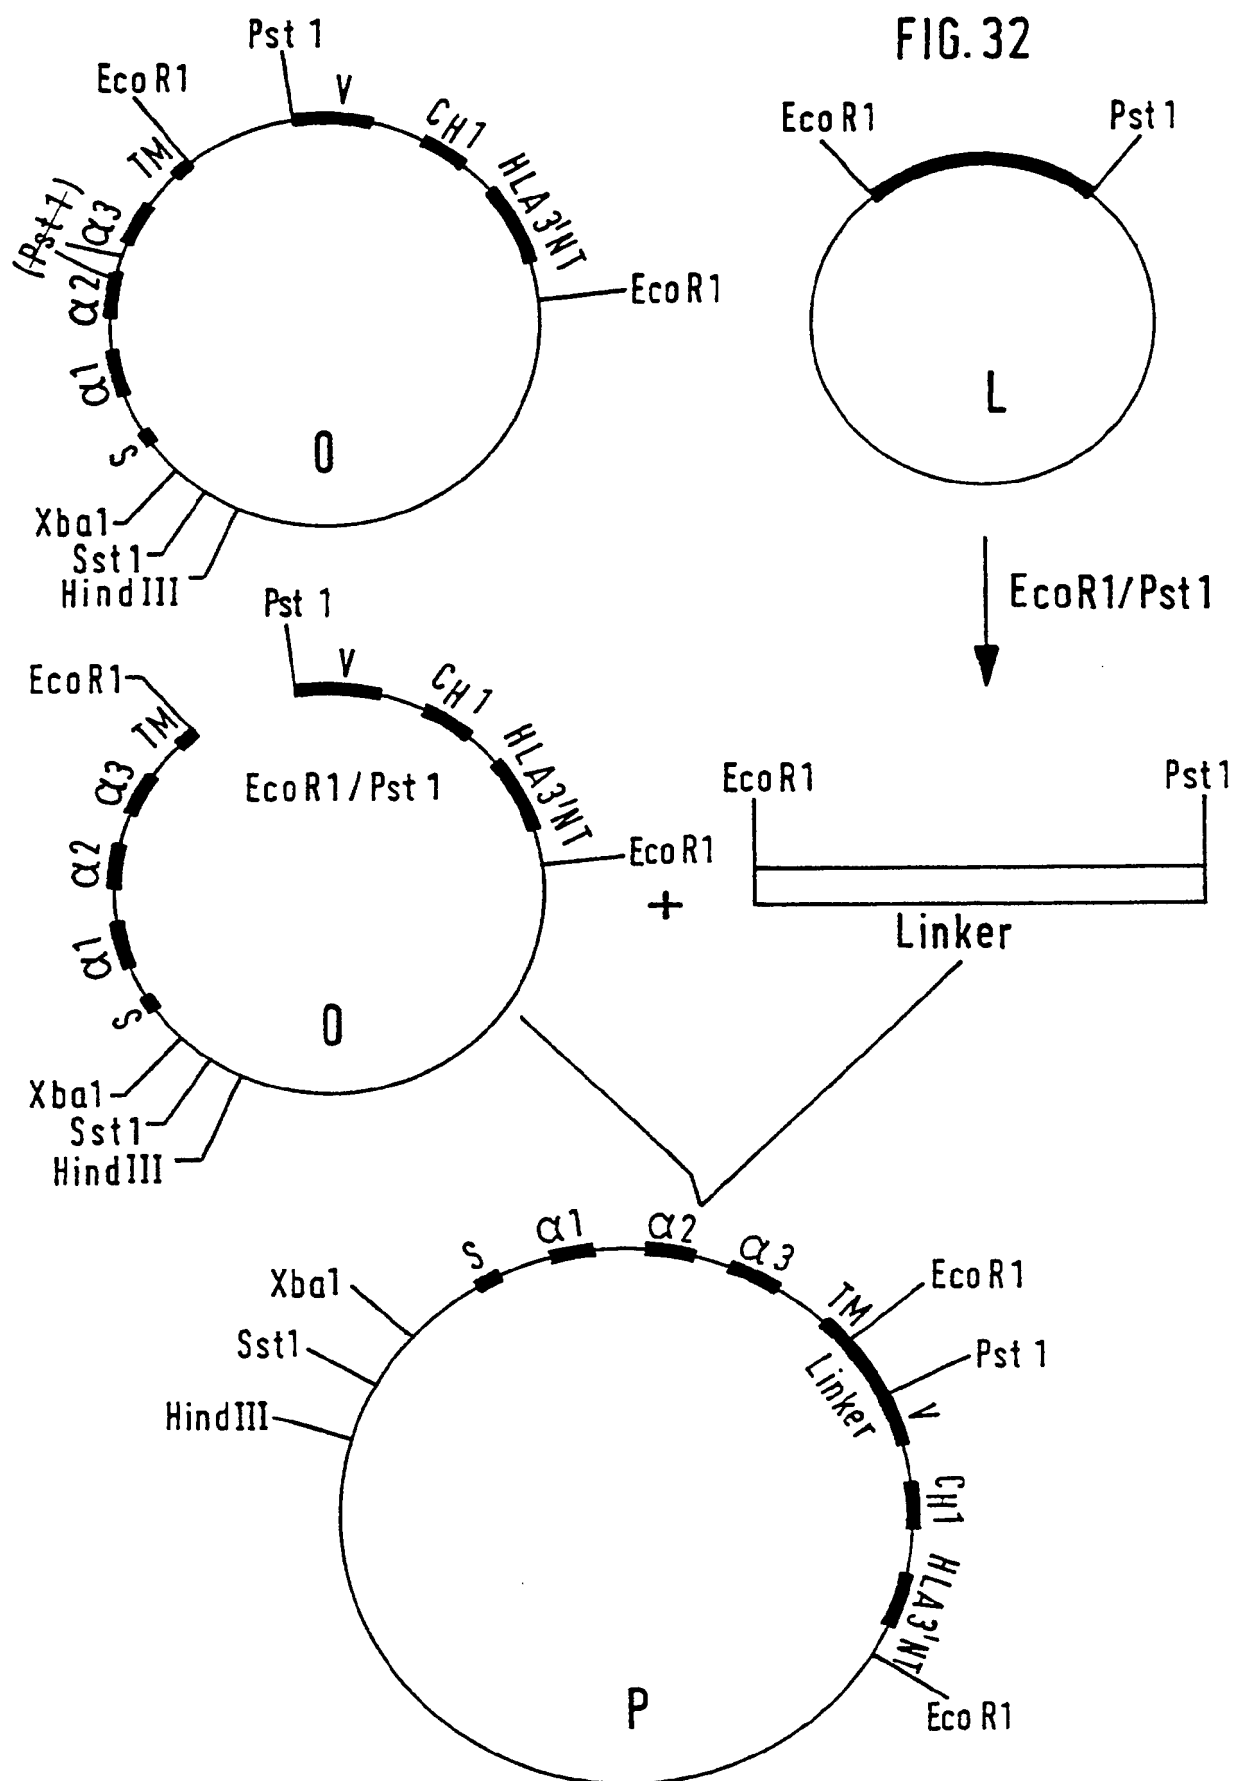 FIG. 32
Pst 1
EcoR1
V
CH1
HLA3'NT
EcoR1
TM
α3
(Pst 1)
α2
α1
S
Xba1
Sst1
HindIII
O
EcoR1
Pst 1
L
EcoR1/Pst1
Pst 1
EcoR1
V
CH1
HLA3'NT
EcoR1
TM
α3
α2
α1
S
Xba1
Sst1
HindIII
EcoR1/Pst 1
O
+
EcoR1
Pst1
Linker
S
α1
α2
α3
TM
EcoR1
Linker
Pst 1
V
CH1
HLA3'NT
EcoR1
Xba1
Sst1
HindIII
P